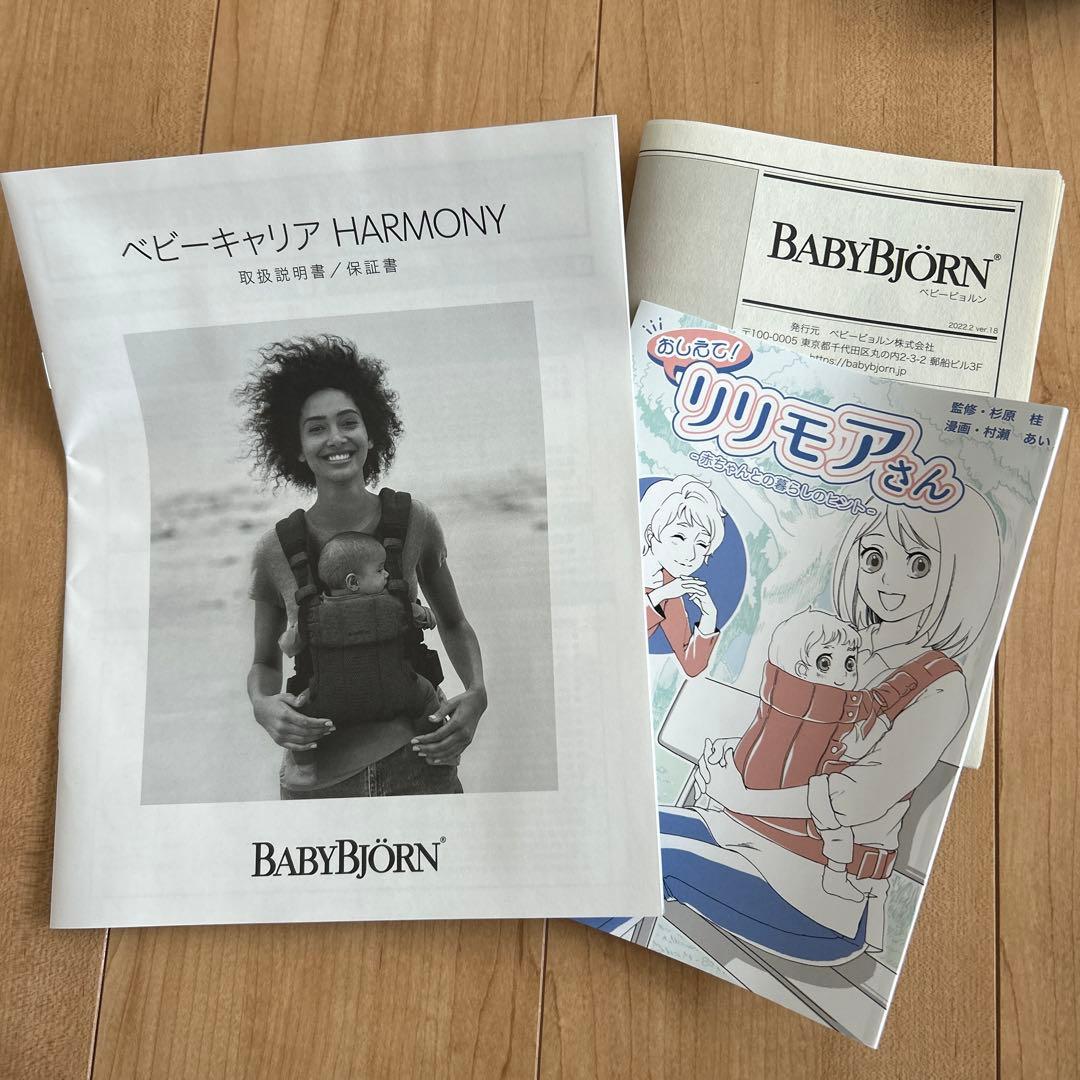 ベビーキャリア HARMONY
取扱説明書／保証書
BABYBJÖRN®
BABYBJÖRN®
ベビービョルン
2022.2 ver.18
発行元 ベビービョルン株式会社
〒100-0005 東京都千代田区丸の内2-3-2 郵船ビル3F
https://babybjorn.jp
おしえて！
リリモアさん
-赤ちゃんとの暮らしのヒント-
監修・杉原 桂
漫画・村瀬 あい